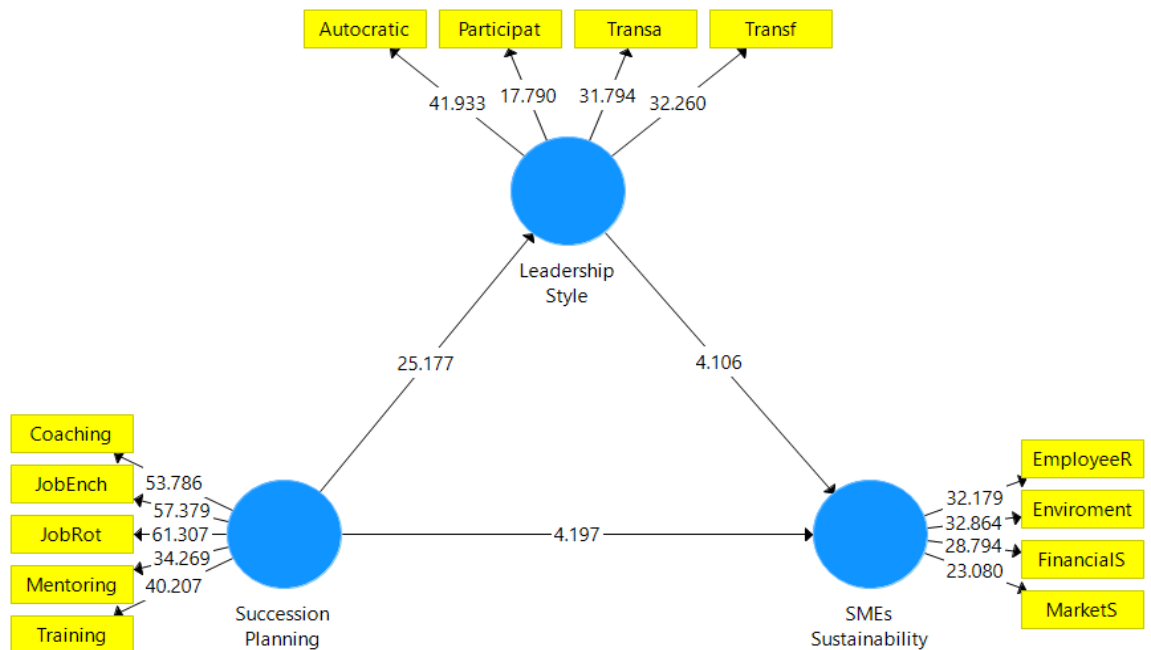 Autocratic
Participat
Transa
Transf
41.933
17.790
31.794
32.260
Leadership
Style
25.177
4.106
Coaching
JobEnch
JobRot
Mentoring
Training
53.786
57.379
61.307
34.269
40.207
Succession
Planning
4.197
SMEs
Sustainability
32.179
32.864
28.794
23.080
EmployeeR
Enviroment
FinancialS
MarketS